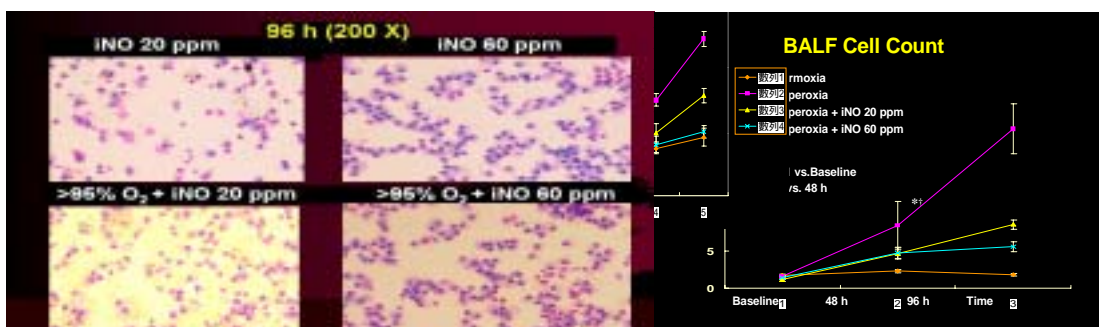 96 h (200 X)
iNO 20 ppm
iNO 60 ppm
>95% O2 + iNO 20 ppm
>95% O2 + iNO 60 ppm
4
5
BALF Cell Count
數列1 rmoxia
數列2 peroxia
數列3 peroxia + iNO 20 ppm
數列4 peroxia + iNO 60 ppm
vs.Baseline
vs. 48 h
*†
5
0
Baseline 1 48 h 2 96 h Time 3